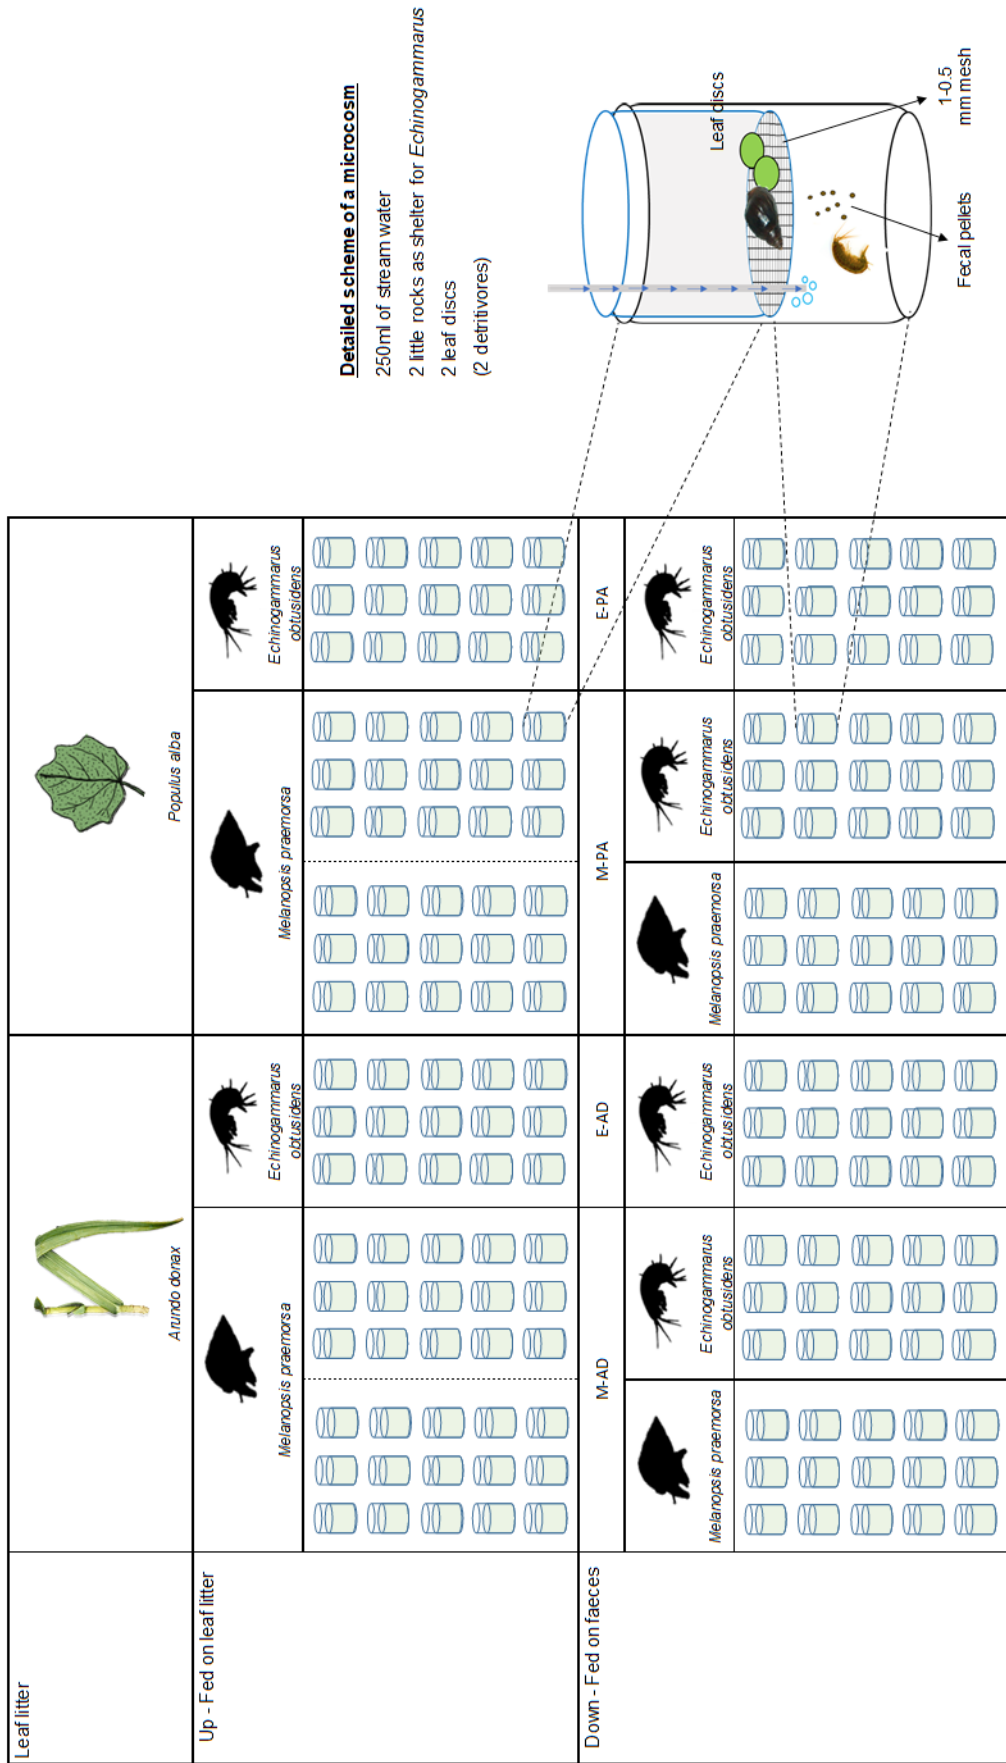 Leaf litter
Arundo donax
Populus alba
Up - Fed on leaf litter
Melanopsis praemorsa
Echinogammarus
obtusidens
Melanopsis praemorsa
Echinogammarus
obtusidens
Down - Fed on faeces
M-AD
E-AD
M-PA
E-PA
Melanopsis praemorsa
Echinogammarus
obtusidens
Echinogammarus
obtusidens
Melanopsis praemorsa
Echinogammarus
obtusidens
Echinogammarus
obtusidens
Detailed scheme of a microcosm
250ml of stream water
2 little rocks as shelter for Echinogammarus
2 leaf discs
(2 detritivores)
Leaf discs
1-0.5
mm mesh
Fecal pellets